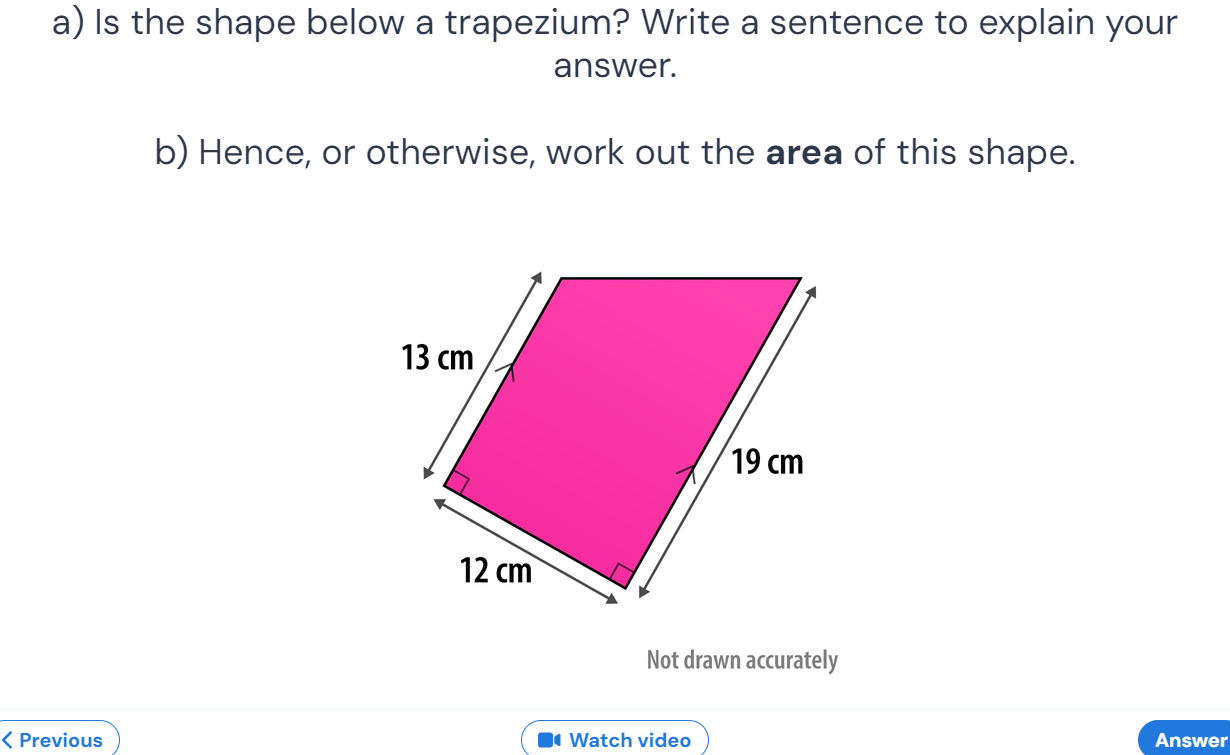 a) Is the shape below a trapezium? Write a sentence to explain your
answer.
b) Hence, or otherwise, work out the area of this shape.
13 cm
19 cm
12 cm
Not drawn accurately
Previous
Watch video
Answer